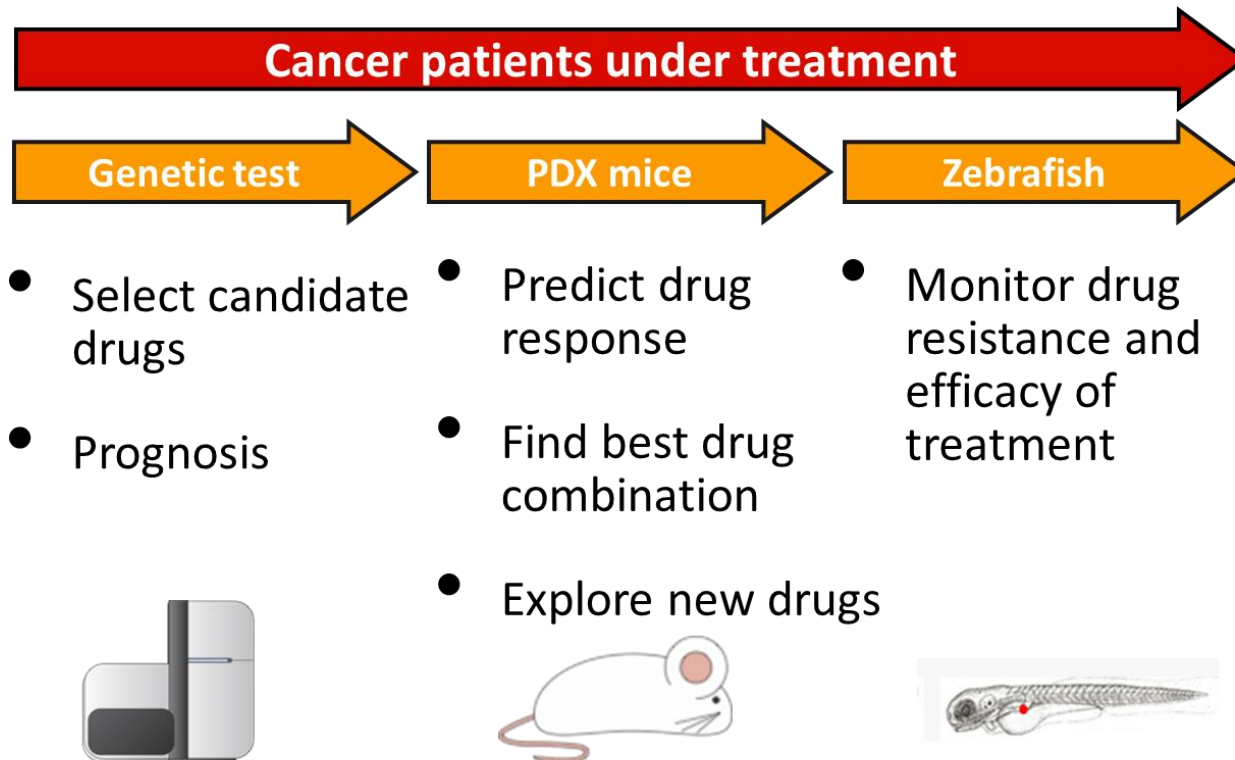 Cancer patients under treatment
Genetic test
PDX mice
Zebrafish
• Select candidate
drugs
• Prognosis
• Predict drug
response
• Find best drug
combination
• Explore new drugs
• Monitor drug
resistance and
efficacy of
treatment